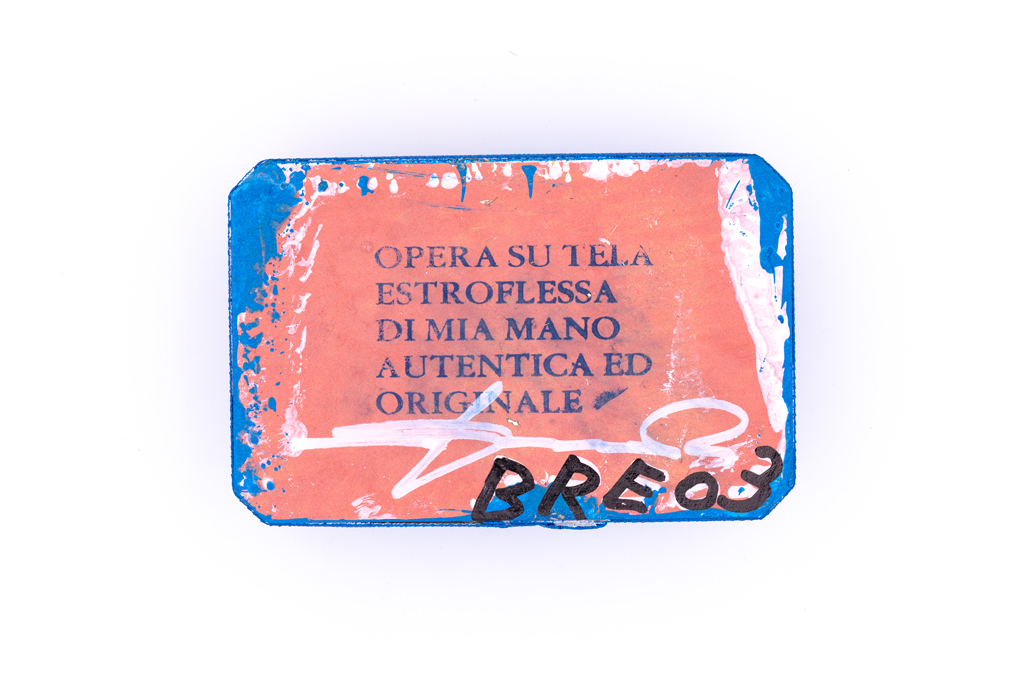 OPERA SU TELA
ESTROFLESSA
DI MIA MANO
AUTENTICA ED
ORIGINALE
BRE03